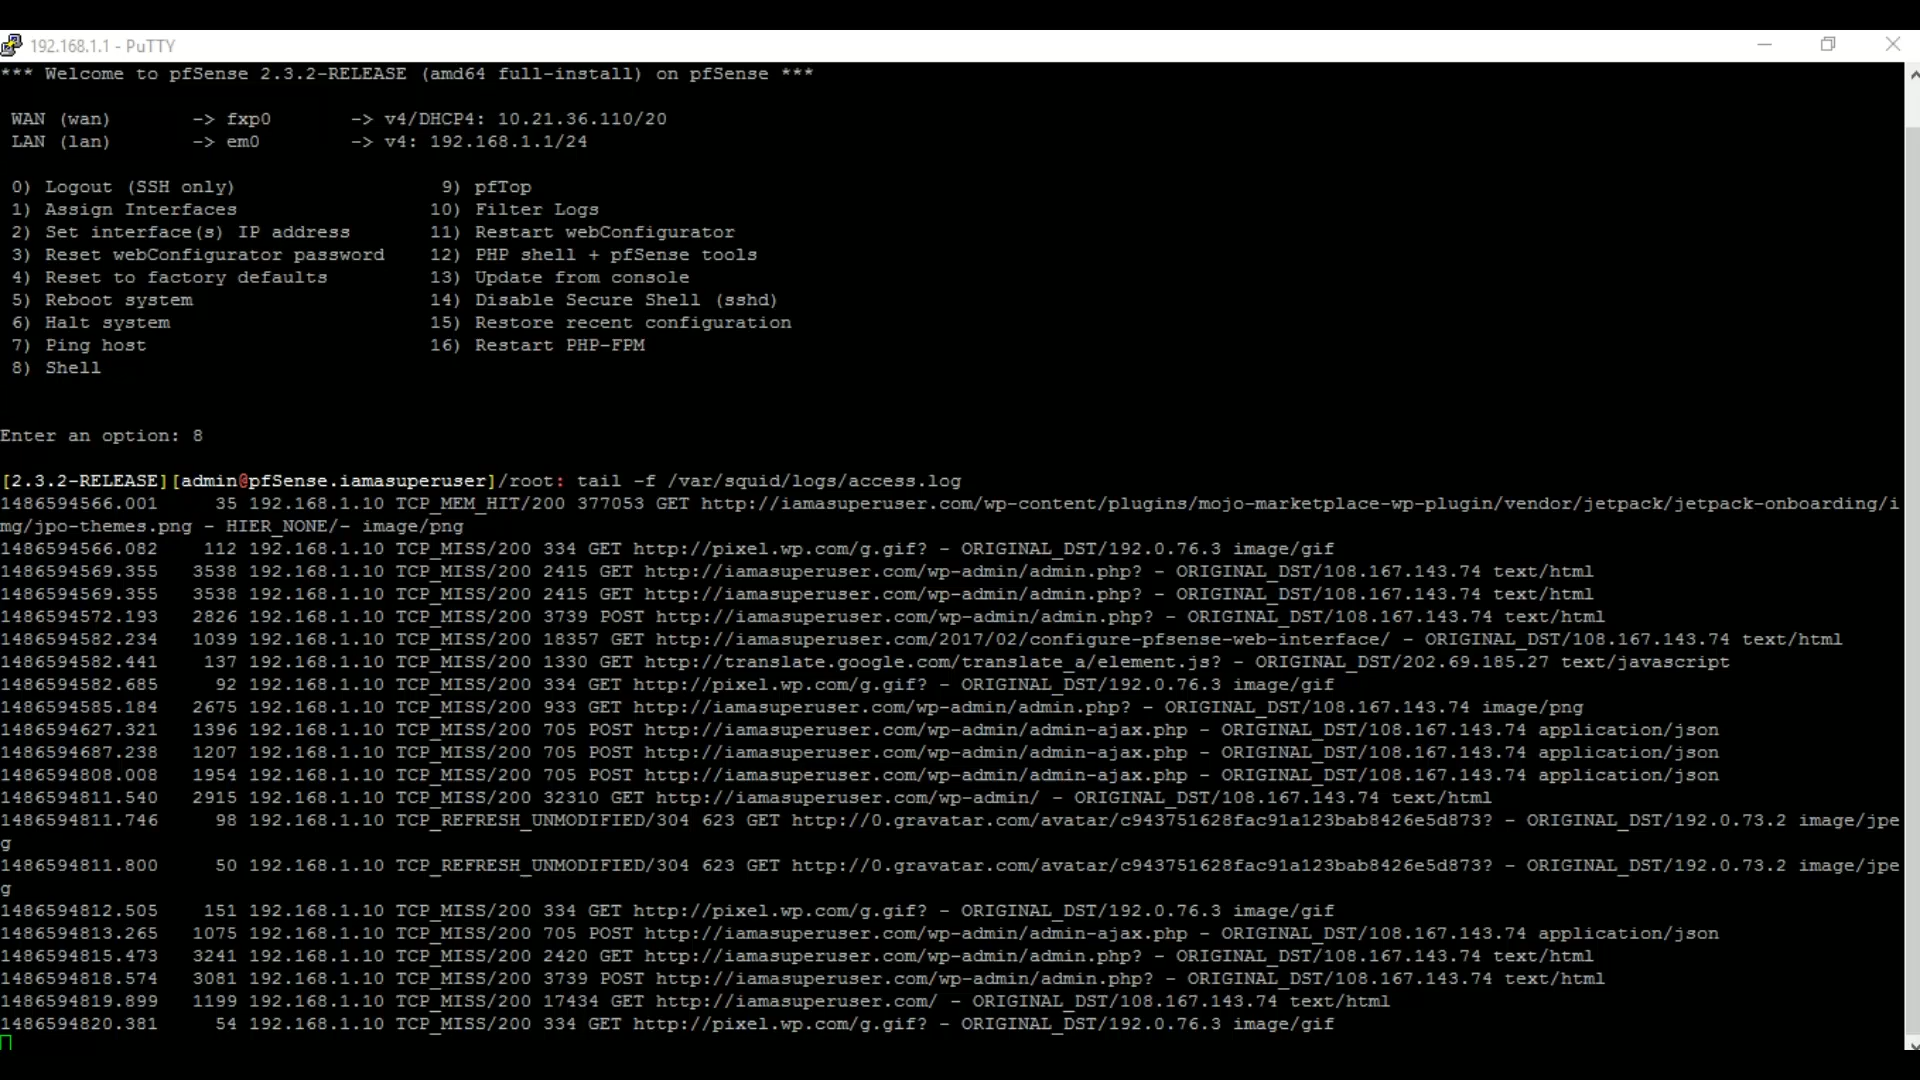 192.168.1.1 - PuTTY
*** Welcome to pfSense 2.3.2-RELEASE (amd64 full-install) on pfSense ***
WAN (wan)       -> fxp0       -> v4/DHCP4: 10.21.36.110/20
LAN (lan)       -> em0        -> v4: 192.168.1.1/24
0) Logout (SSH only)                  9) pfTop
1) Assign Interfaces                 10) Filter Logs
2) Set interface(s) IP address       11) Restart webConfigurator
3) Reset webConfigurator password    12) PHP shell + pfSense tools
4) Reset to factory defaults         13) Update from console
5) Reboot system                     14) Disable Secure Shell (sshd)
6) Halt system                       15) Restore recent configuration
7) Ping host                         16) Restart PHP-FPM
8) Shell
Enter an option: 8
[2.3.2-RELEASE][admin@pfSense.iamasuperuser]/root: tail -f /var/squid/logs/access.log
1486594566.001     35 192.168.1.10 TCP_MEM_HIT/200 377053 GET http://iamasuperuser.com/wp-content/plugins/mojo-marketplace-wp-plugin/vendor/jetpack/jetpack-onboarding/i
mg/jpo-themes.png - HIER_NONE/- image/png
1486594566.082    112 192.168.1.10 TCP_MISS/200 334 GET http://pixel.wp.com/g.gif? - ORIGINAL_DST/192.0.76.3 image/gif
1486594569.355   3538 192.168.1.10 TCP_MISS/200 2415 GET http://iamasuperuser.com/wp-admin/admin.php? - ORIGINAL_DST/108.167.143.74 text/html
1486594569.355   3538 192.168.1.10 TCP_MISS/200 2415 GET http://iamasuperuser.com/wp-admin/admin.php? - ORIGINAL_DST/108.167.143.74 text/html
1486594572.193   2826 192.168.1.10 TCP_MISS/200 3739 POST http://iamasuperuser.com/wp-admin/admin.php? - ORIGINAL_DST/108.167.143.74 text/html
1486594582.234   1039 192.168.1.10 TCP_MISS/200 18357 GET http://iamasuperuser.com/2017/02/configure-pfsense-web-interface/ - ORIGINAL_DST/108.167.143.74 text/html
1486594582.441    137 192.168.1.10 TCP_MISS/200 1330 GET http://translate.google.com/translate_a/element.js? - ORIGINAL_DST/202.69.185.27 text/javascript
1486594582.685     92 192.168.1.10 TCP_MISS/200 334 GET http://pixel.wp.com/g.gif? - ORIGINAL_DST/192.0.76.3 image/gif
1486594585.184   2675 192.168.1.10 TCP_MISS/200 933 GET http://iamasuperuser.com/wp-admin/admin.php? - ORIGINAL_DST/108.167.143.74 image/png
1486594627.321   1396 192.168.1.10 TCP_MISS/200 705 POST http://iamasuperuser.com/wp-admin/admin-ajax.php - ORIGINAL_DST/108.167.143.74 application/json
1486594687.238   1207 192.168.1.10 TCP_MISS/200 705 POST http://iamasuperuser.com/wp-admin/admin-ajax.php - ORIGINAL_DST/108.167.143.74 application/json
1486594808.008   1954 192.168.1.10 TCP_MISS/200 705 POST http://iamasuperuser.com/wp-admin/admin-ajax.php - ORIGINAL_DST/108.167.143.74 application/json
1486594811.540   2915 192.168.1.10 TCP_MISS/200 32310 GET http://iamasuperuser.com/wp-admin/ - ORIGINAL_DST/108.167.143.74 text/html
1486594811.746     98 192.168.1.10 TCP_REFRESH_UNMODIFIED/304 623 GET http://0.gravatar.com/avatar/c943751628fac91a123bab8426e5d873? - ORIGINAL_DST/192.0.73.2 image/jpe
g
1486594811.800     50 192.168.1.10 TCP_REFRESH_UNMODIFIED/304 623 GET http://0.gravatar.com/avatar/c943751628fac91a123bab8426e5d873? - ORIGINAL_DST/192.0.73.2 image/jpe
g
1486594812.505    151 192.168.1.10 TCP_MISS/200 334 GET http://pixel.wp.com/g.gif? - ORIGINAL_DST/192.0.76.3 image/gif
1486594813.265   1075 192.168.1.10 TCP_MISS/200 705 POST http://iamasuperuser.com/wp-admin/admin-ajax.php - ORIGINAL_DST/108.167.143.74 application/json
1486594815.473   3241 192.168.1.10 TCP_MISS/200 2420 GET http://iamasuperuser.com/wp-admin/admin.php? - ORIGINAL_DST/108.167.143.74 text/html
1486594818.574   3081 192.168.1.10 TCP_MISS/200 3739 POST http://iamasuperuser.com/wp-admin/admin.php? - ORIGINAL_DST/108.167.143.74 text/html
1486594819.899   1199 192.168.1.10 TCP_MISS/200 17434 GET http://iamasuperuser.com/ - ORIGINAL_DST/108.167.143.74 text/html
1486594820.381     54 192.168.1.10 TCP_MISS/200 334 GET http://pixel.wp.com/g.gif? - ORIGINAL_DST/192.0.76.3 image/gif